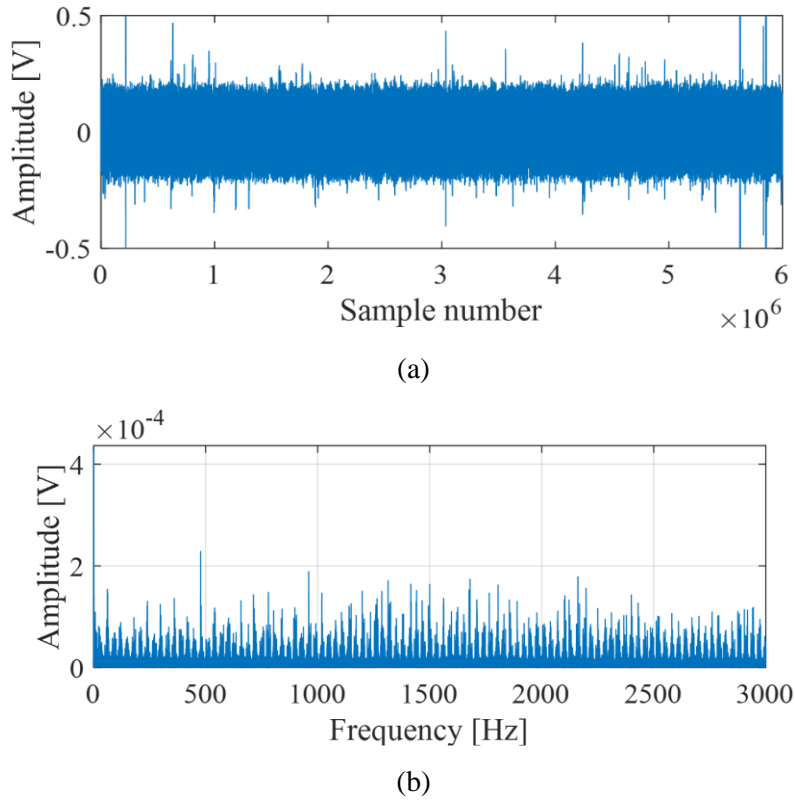 0.5
0
-0.5
Amplitude [V]
0 1 2 3 4 5 6
Sample number
×10^6
(a)
×10^-4
4
2
0
Amplitude [V]
0 500 1000 1500 2000 2500 3000
Frequency [Hz]
(b)